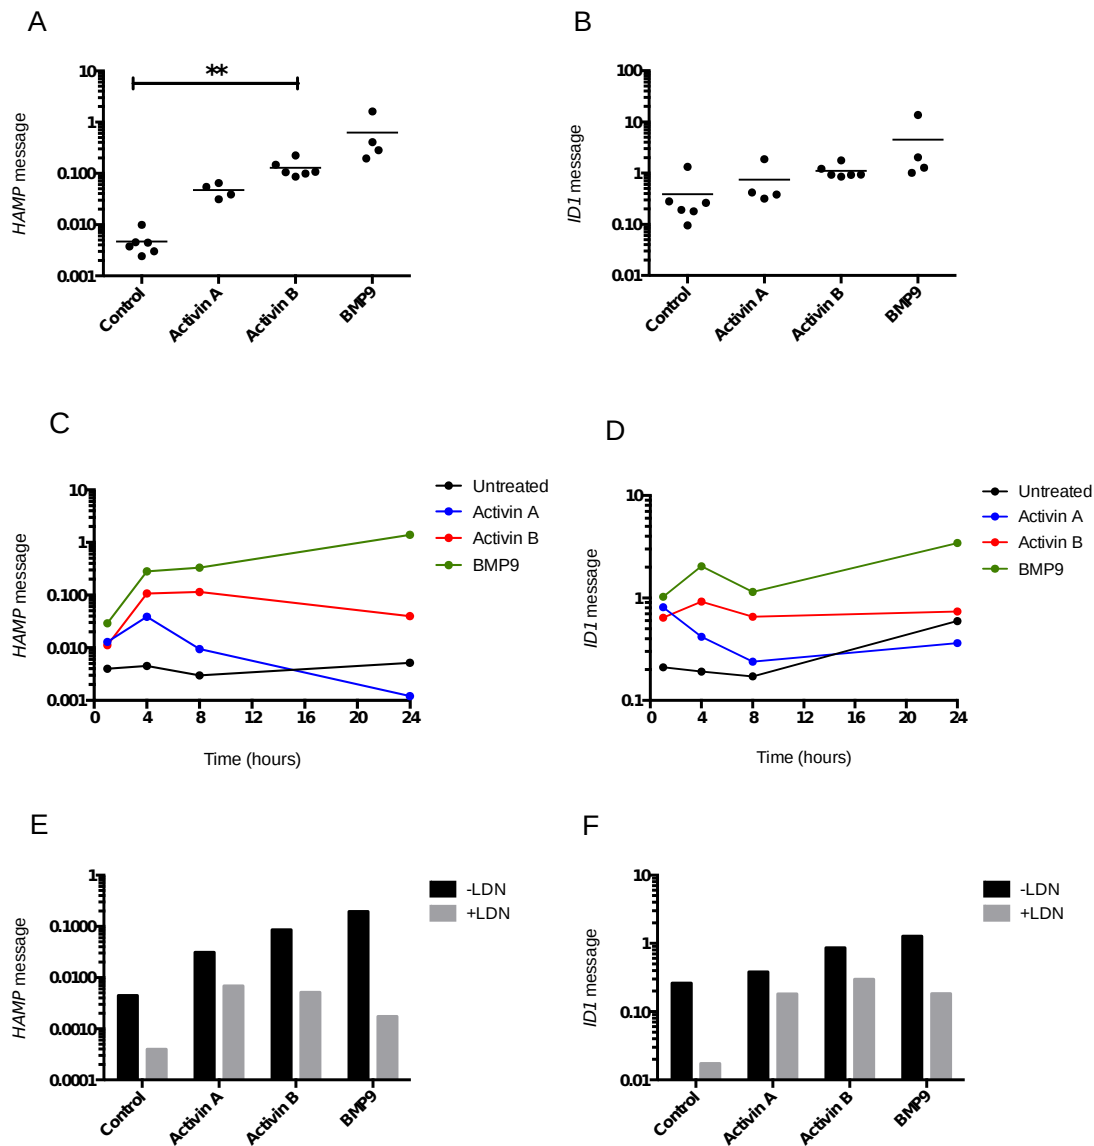 A
HAMP message
10
1
0.100
0.010
0.001
**
Control
Activin A
Activin B
BMP9
B
ID1 message
100
10
1
0.10
0.01
Control
Activin A
Activin B
BMP9
C
HAMP message
10
1
0.100
0.010
0.001
0 4 8 12 16 20 24
Time (hours)
Untreated
Activin A
Activin B
BMP9
D
ID1 message
10
1
0.1
0 4 8 12 16 20 24
Time (hours)
Untreated
Activin A
Activin B
BMP9
E
HAMP message
1
0.1000
0.0100
0.0010
0.0001
Control
Activin A
Activin B
BMP9
-LDN
+LDN
F
ID1 message
10
1
0.10
0.01
Control
Activin A
Activin B
BMP9
-LDN
+LDN